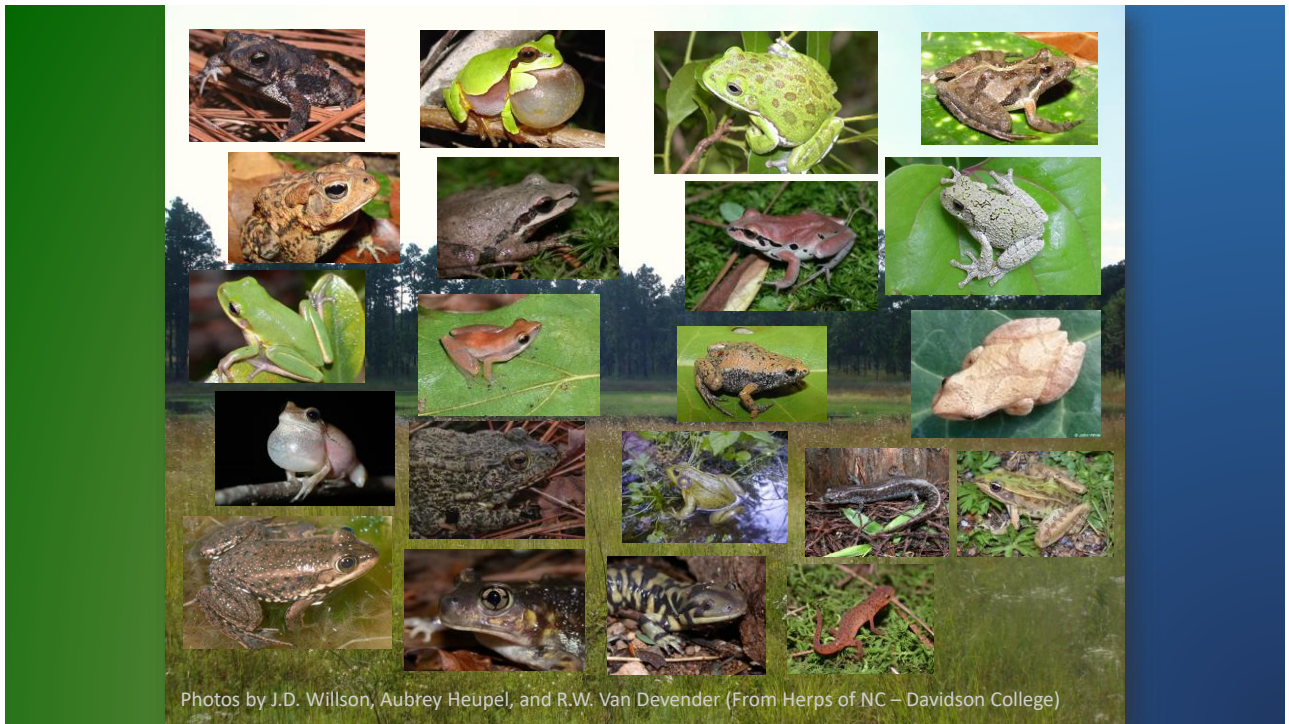 Photos by J.D. Willson, Aubrey Heupel, and R.W. Van Devender (From Herps of NC – Davidson College)